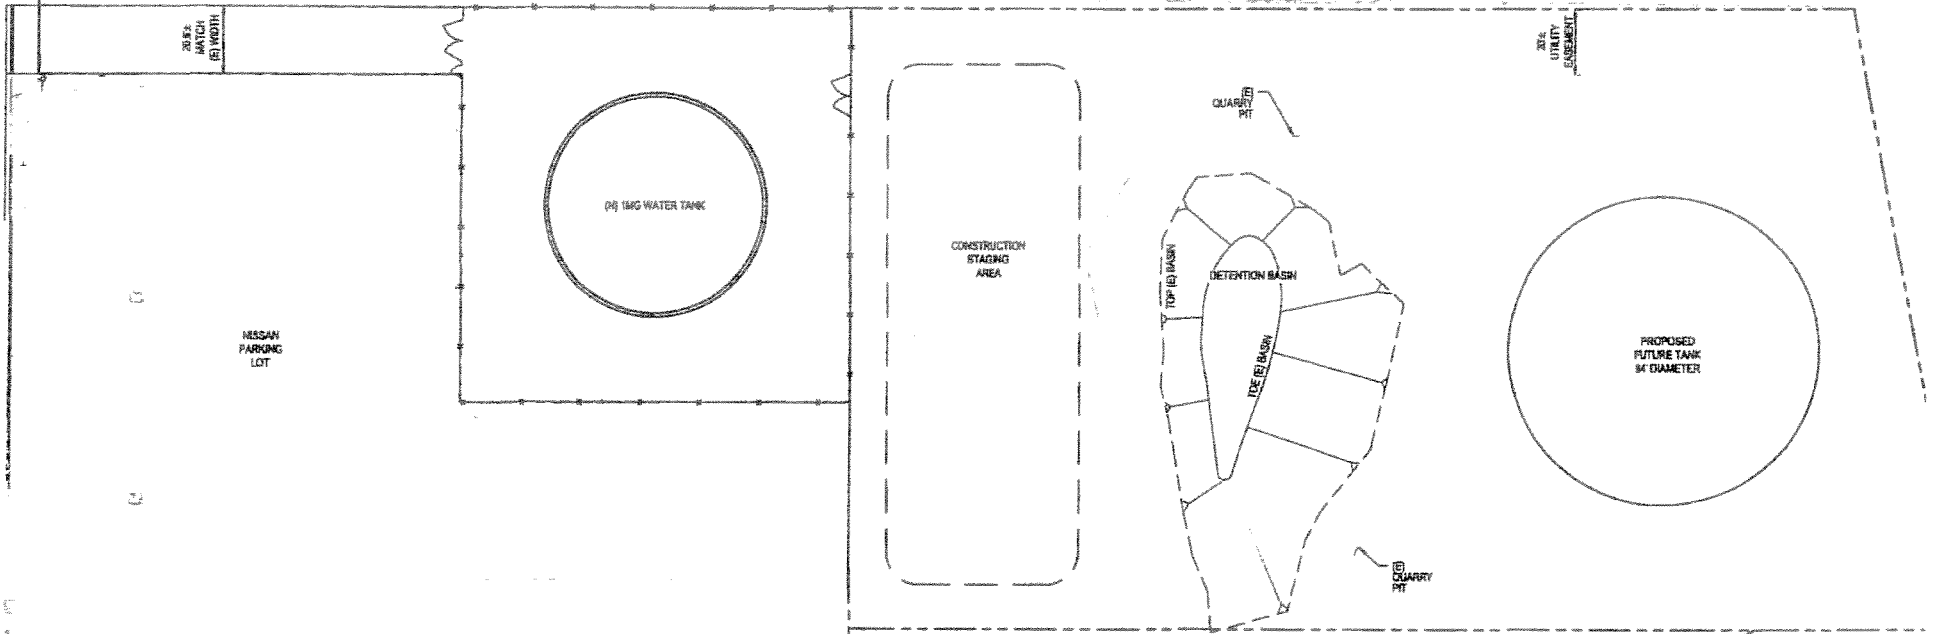 MATCH
(E) WIDTH
20'±
UTILITY
EASEMENT
(E)
QUARRY
PIT
(N) 1MG WATER TANK
CONSTRUCTION
STAGING
AREA
TOP (E) BASIN
DETENTION BASIN
TOE (E) BASIN
NISSAN
PARKING
LOT
PROPOSED
FUTURE TANK
94' DIAMETER
(E)
QUARRY
PIT